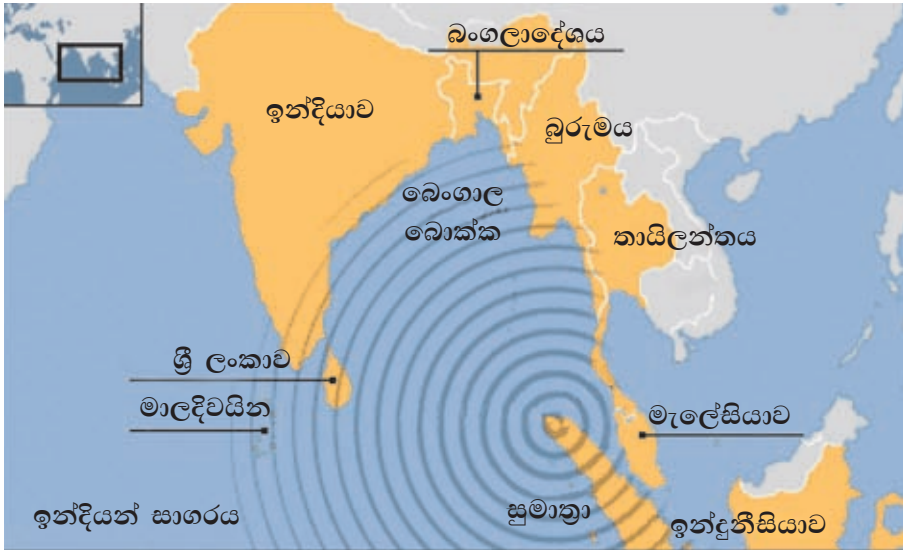 බංගලාදේශය
ඉන්දියාව
බුරුමය
බෙංගාල
බොක්ක
තායිලන්තය
ශ්‍රී ලංකාව
මාලදිවයින
මැලේසියාව
ඉන්දියන් සාගරය
සුමාත්‍රා
ඉන්දුනීසියාව